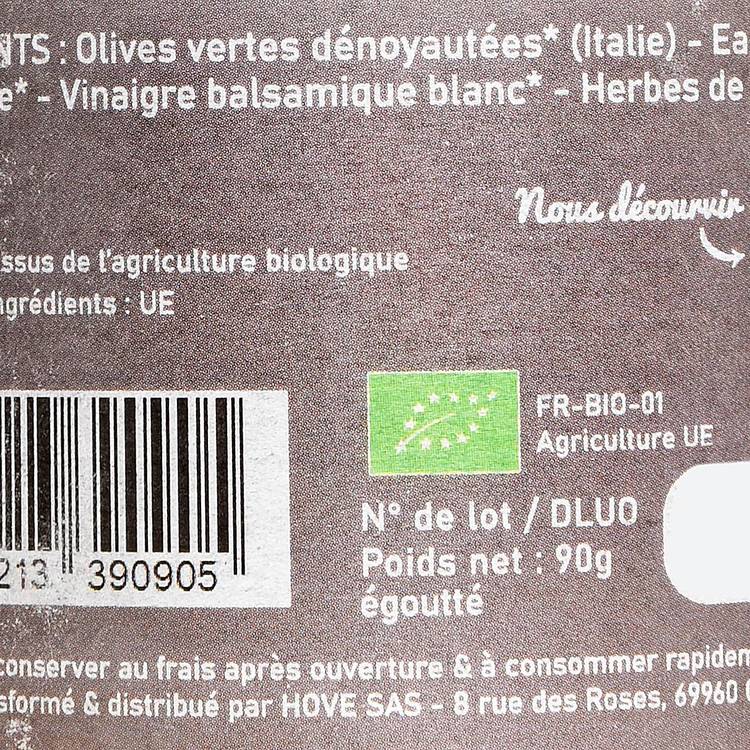 NTS : Olives vertes dénoyautées* (Italie) - Ea
e* - Vinaigre balsamique blanc* - Herbes de
Nous découvrir
ssus de l'agriculture biologique
ngrédients : UE
FR-BIO-01
Agriculture UE
213 390905
N° de lot / DLUO
Poids net : 90g
égoutté
conserver au frais après ouverture & à consommer rapidem
sformé & distribué par HOVE SAS - 8 rue des Roses, 69960